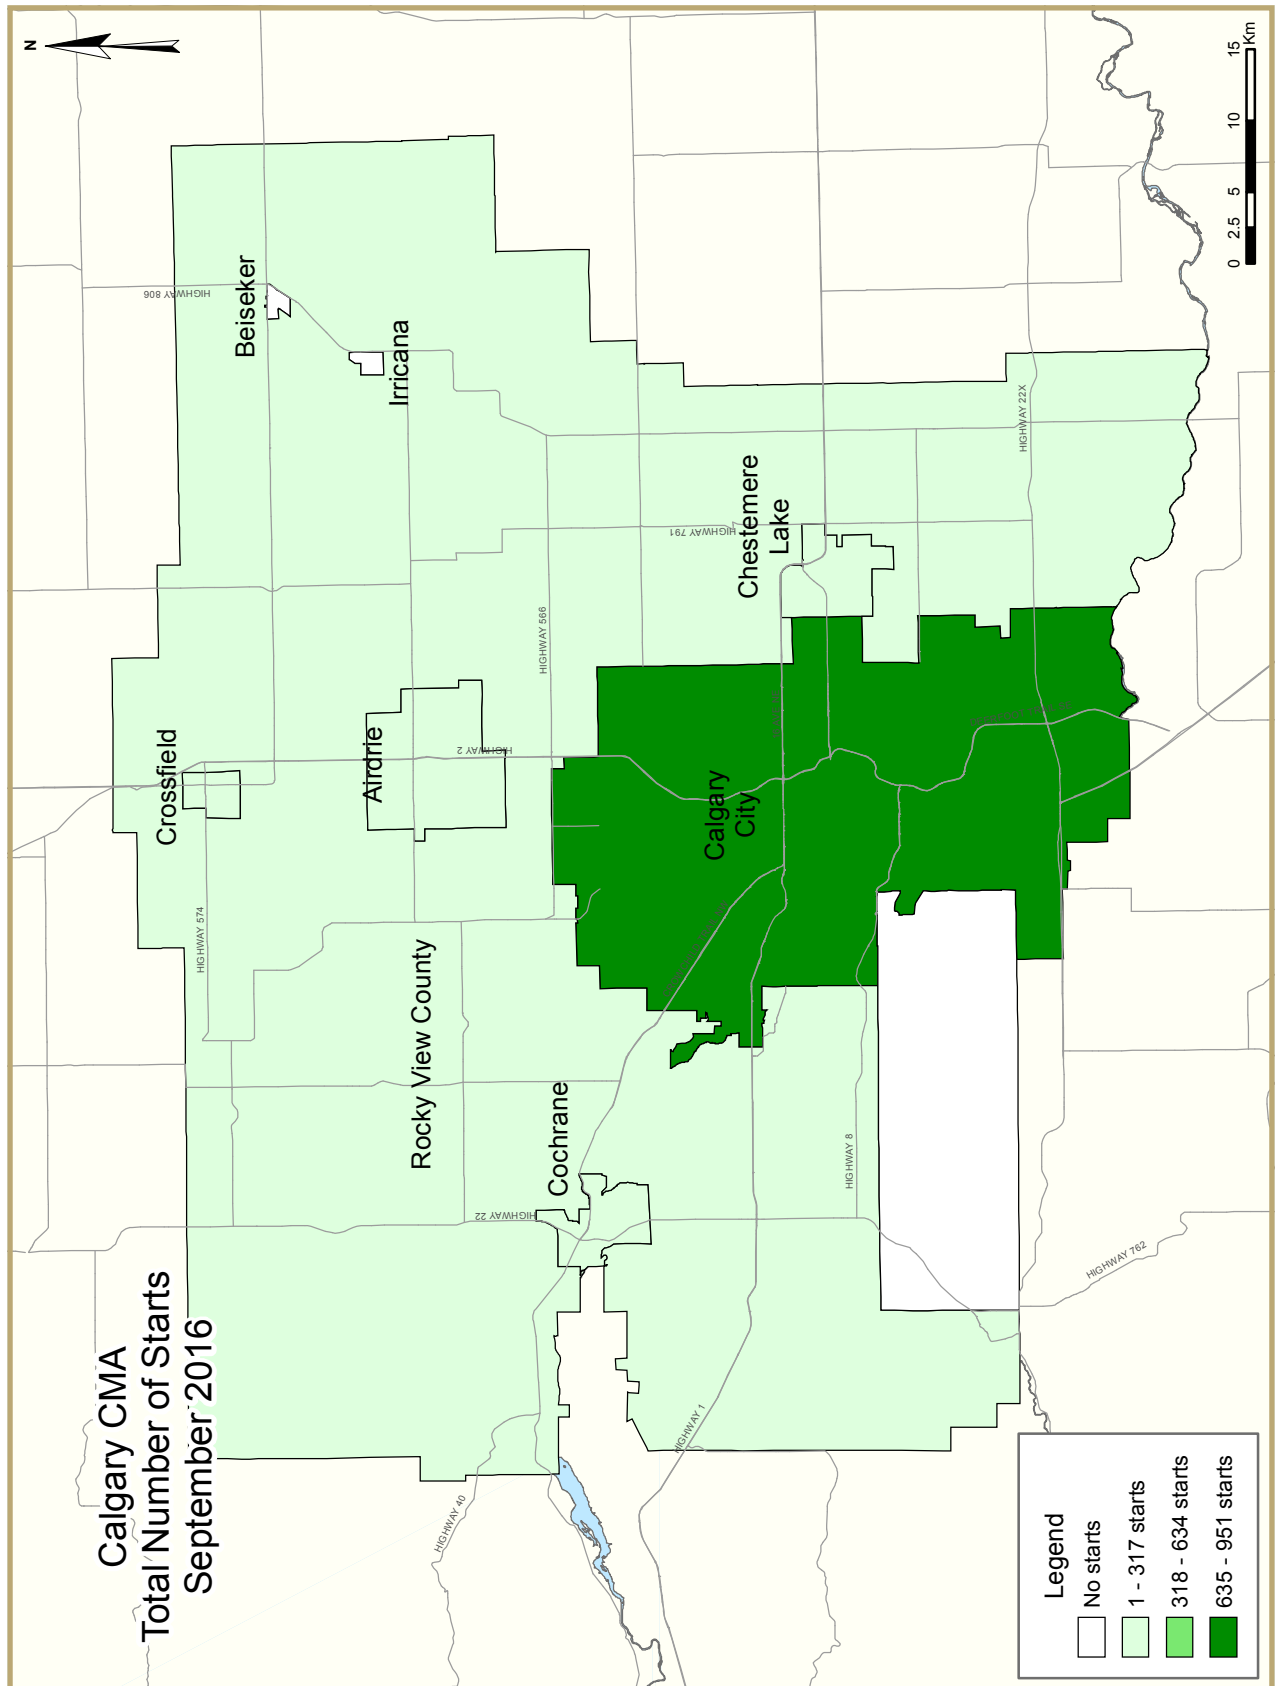 Calgary CMA
Total Number of Starts
September 2016
N
Crossfield
Beiseker
Irricana
Airdrie
Rocky View County
Cochrane
Chestemere
Lake
Calgary
City
HIGHWAY 806
HIGHWAY 574
HIGHWAY 2
HIGHWAY 566
HIGHWAY 791
HIGHWAY 22X
HIGHWAY 22
HIGHWAY 8
HIGHWAY 1
HIGHWAY 40
HIGHWAY 762
Legend
No starts
1 - 317 starts
318 - 634 starts
635 - 951 starts
0 2.5 5 10 15
Km